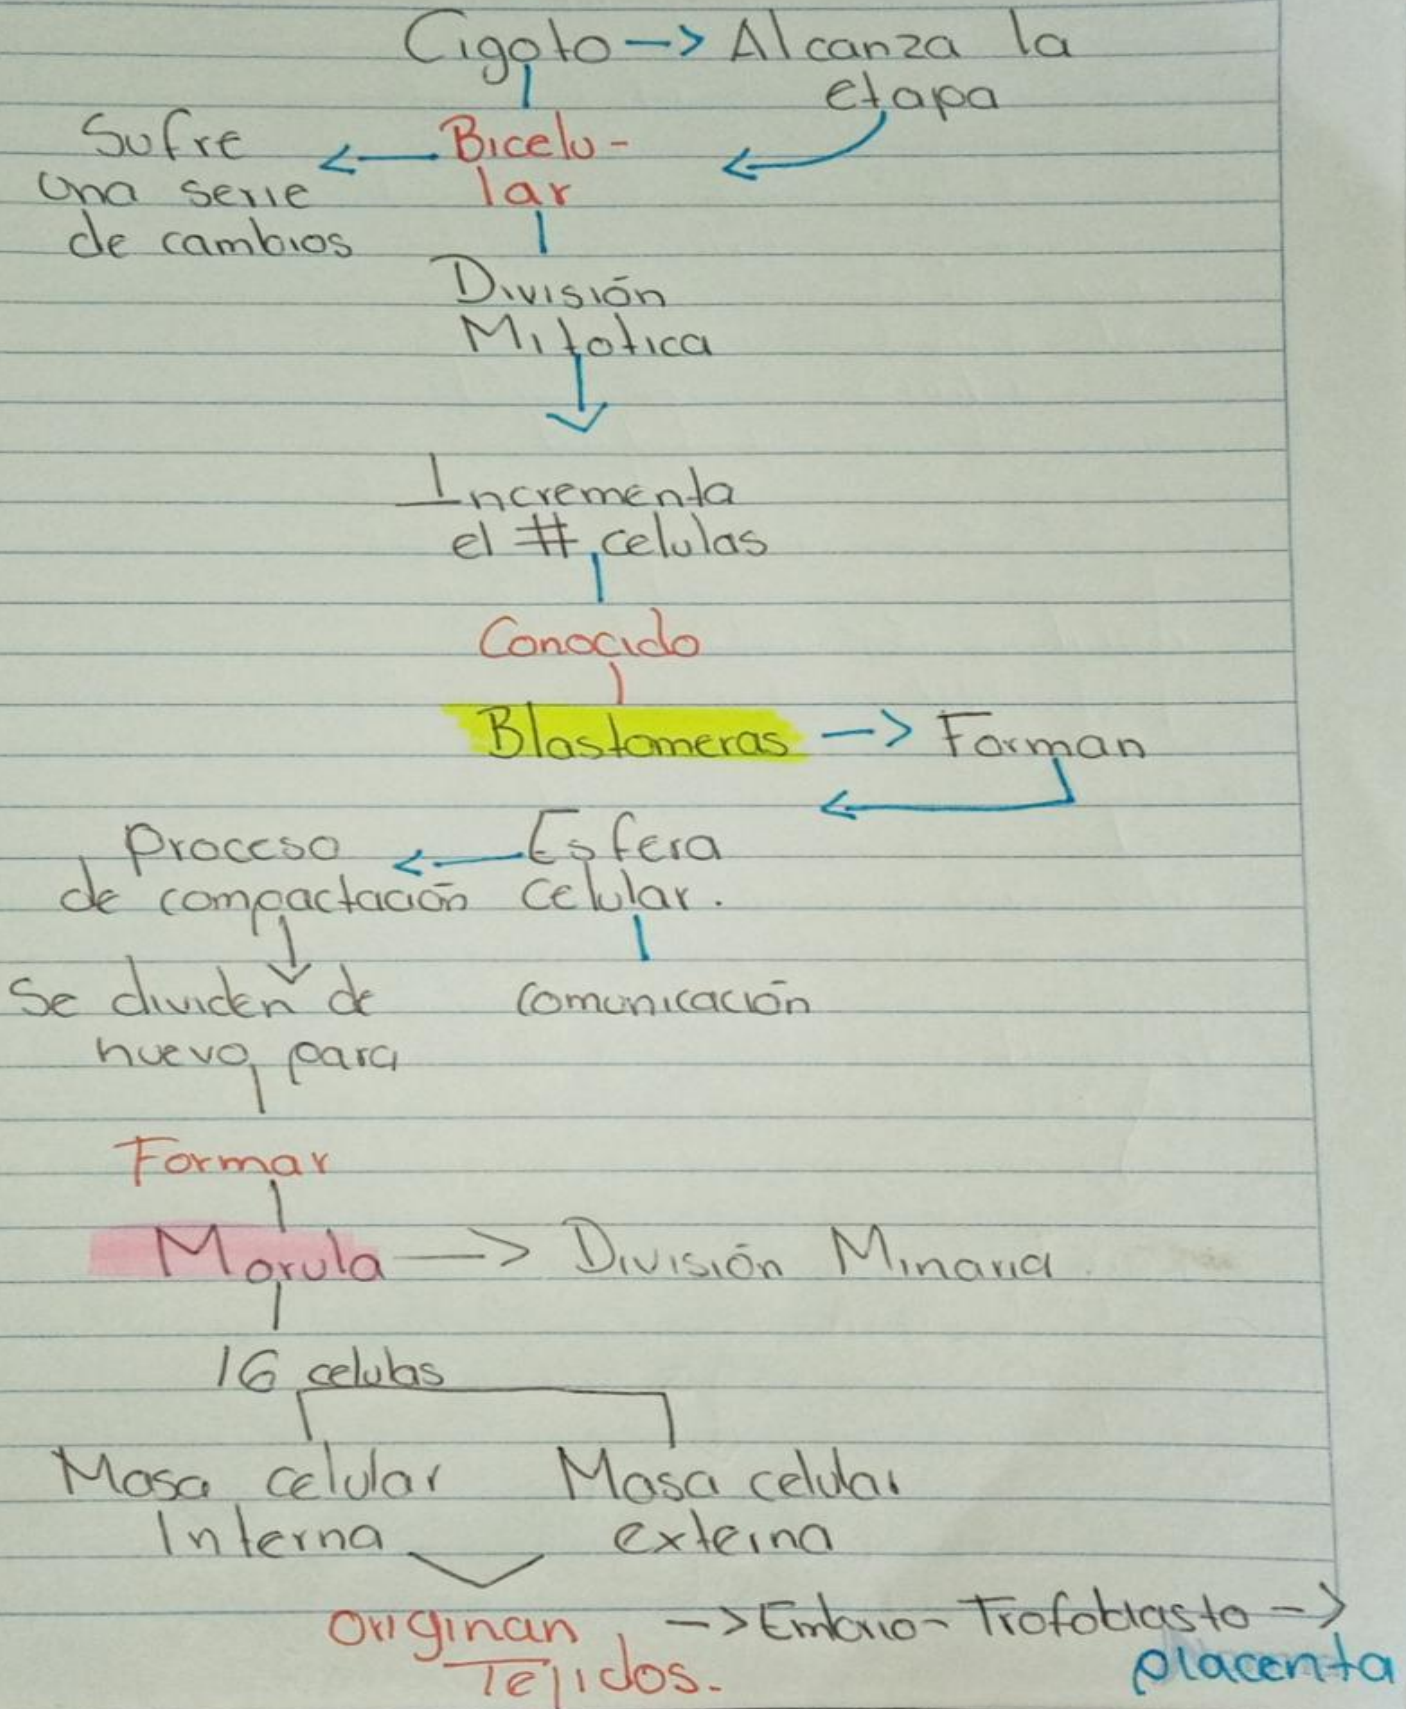 Cigoto -> Alcanza la
etapa
Sufre <- Bicelu-
una serie lar
de cambios
División
Mitotica
Incrementa
el # celulas
Conocido
Blastomeras -> Forman
Proceso <- Esfera
de compactación celular.
Se dividen de comunicación
nuevo para
Formar
Morula -> División Minaria
16 celulas
Masa celular Masa celular
Interna externa
Originan -> Embrio - Trofoblasto ->
Tejidos. placenta